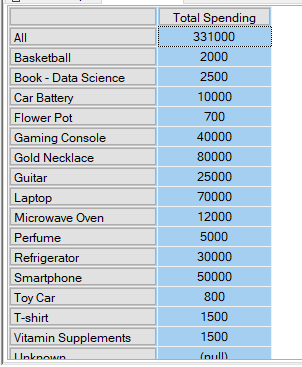 Total Spending
All 331000
Basketball 2000
Book - Data Science 2500
Car Battery 10000
Flower Pot 700
Gaming Console 40000
Gold Necklace 80000
Guitar 25000
Laptop 70000
Microwave Oven 12000
Perfume 5000
Refrigerator 30000
Smartphone 50000
Toy Car 800
T-shirt 1500
Vitamin Supplements 1500
Unknown (null)